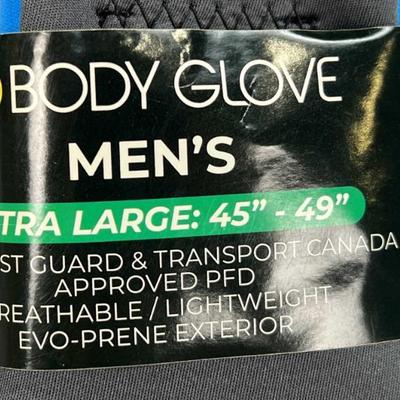 BODY GLOVE
MEN'S
TRA LARGE: 45" - 49"
ST GUARD & TRANSPORT CANADA
APPROVED PFD
REATHABLE / LIGHTWEIGHT
EVO-PRENE EXTERIOR